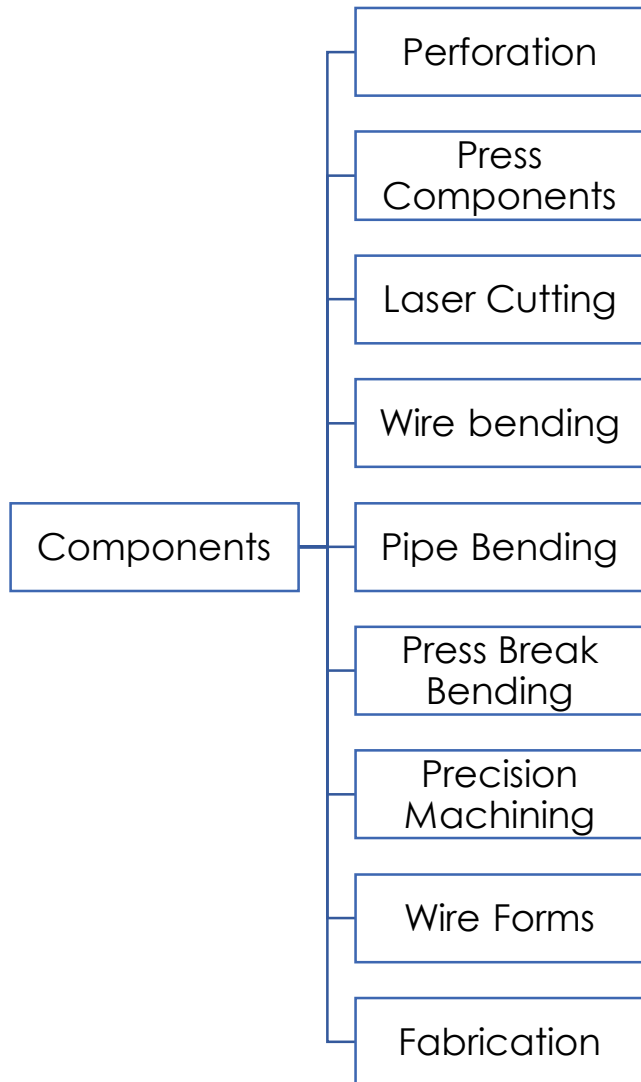 Perforation
Press
Components
Laser Cutting
Wire bending
Components
Pipe Bending
Press Break
Bending
Precision
Machining
Wire Forms
Fabrication